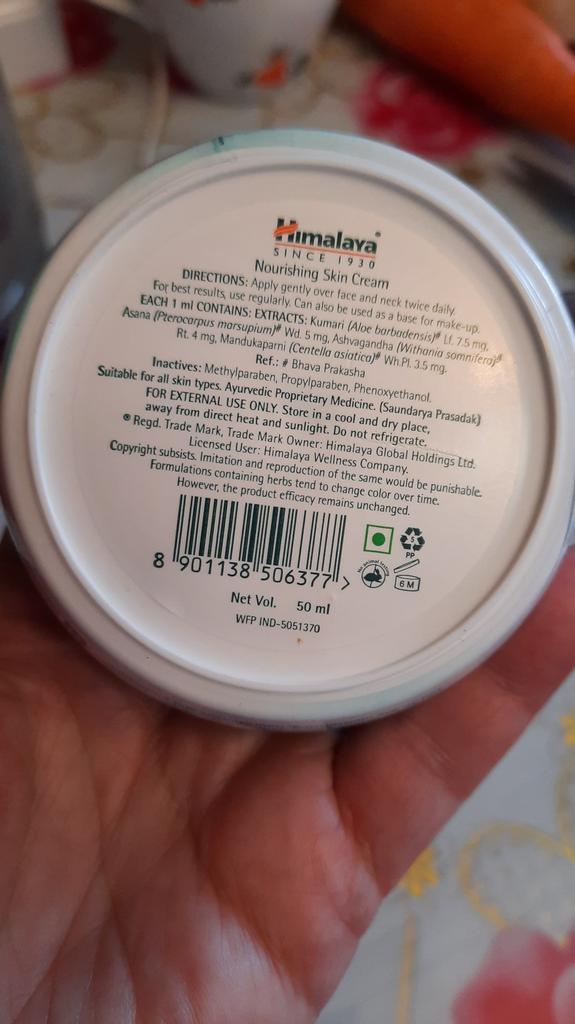 Himalaya®
SINCE 1930
Nourishing Skin Cream
DIRECTIONS: Apply gently over face and neck twice daily.
For best results, use regularly. Can also be used as a base for make-up.
EACH 1 ml CONTAINS: EXTRACTS: Kumari (Aloe barbadensis)# Lf. 7.5 mg,
Asana (Pterocarpus marsupium)# Wd. 5 mg, Ashvagandha (Withania somnifera)#
Rt. 4 mg, Mandukaparni (Centella asiatica)# Wh.Pl. 3.5 mg.
Ref.: # Bhava Prakasha
Inactives: Methylparaben, Propylparaben, Phenoxyethanol.
Suitable for all skin types. Ayurvedic Proprietary Medicine. (Saundarya Prasadak)
FOR EXTERNAL USE ONLY. Store in a cool and dry place,
away from direct heat and sunlight. Do not refrigerate.
® Regd. Trade Mark, Trade Mark Owner: Himalaya Global Holdings Ltd.
Licensed User: Himalaya Wellness Company.
Copyright subsists. Imitation and reproduction of the same would be punishable.
Formulations containing herbs tend to change color over time.
However, the product efficacy remains unchanged.
8 901138 506377 >
5
PP
No animal testing
6 M
Net Vol. 50 ml
WFP IND-5051370